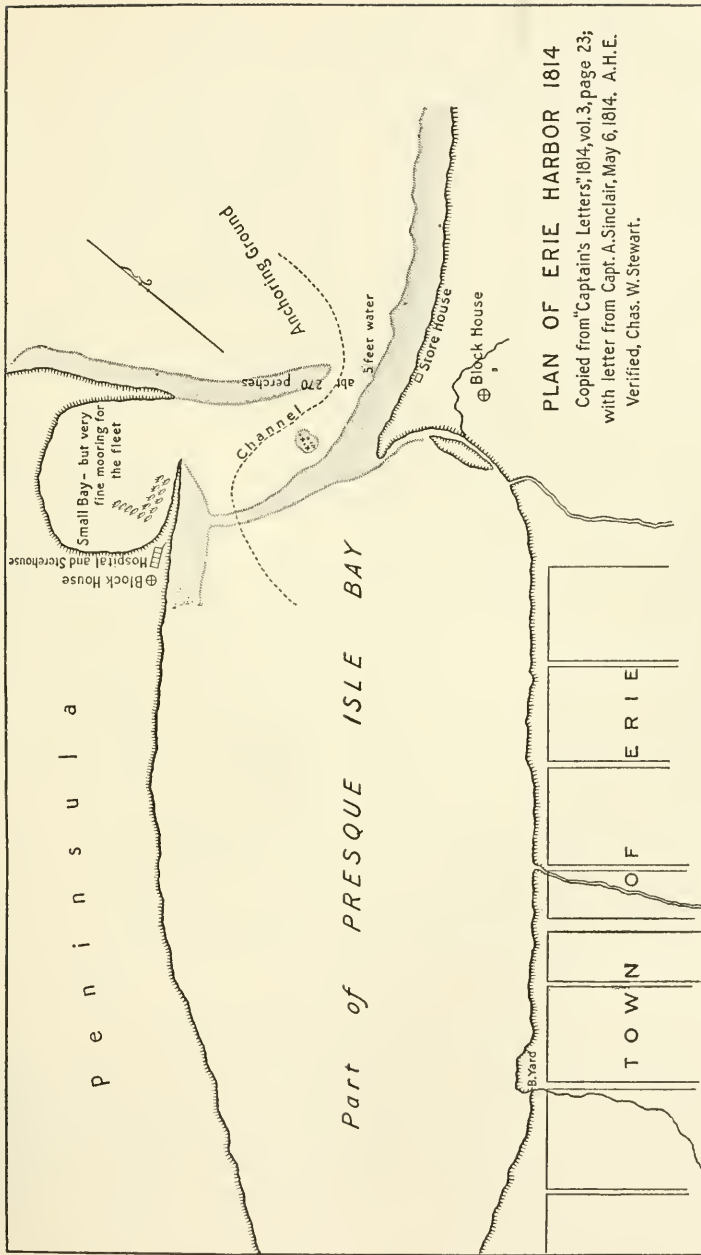 Peninsula
Small Bay - but very
fine mooring for
the fleet
Block House
Hospital and Storehouse
Anchoring Ground
Channel
abt 270 perches
5 feet water
Store House
Block House
Part of PRESQUE ISLE BAY
B.Yard
TOWN OF ERIE
PLAN OF ERIE HARBOR 1814
Copied from "Captain's Letters," 1814, vol. 3, page 23;
with letter from Capt. A. Sinclair, May 6, 1814. A.H.E.
Verified, Chas. W. Stewart.